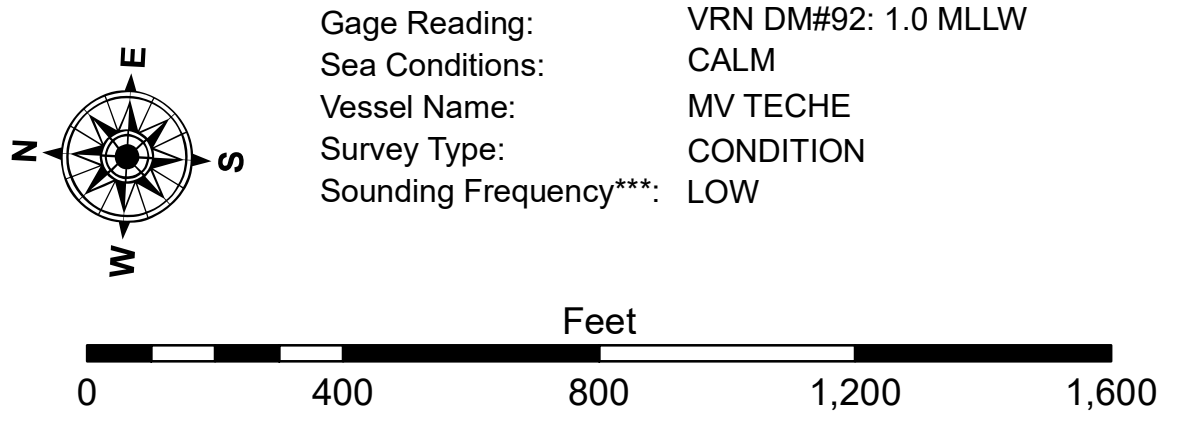 Gage Reading: VRN DM#92: 1.0 MLLW
Sea Conditions: CALM
Vessel Name: MV TECHE
Survey Type: CONDITION
Sounding Frequency***: LOW
E
N
S
W
Feet
0 400 800 1,200 1,600